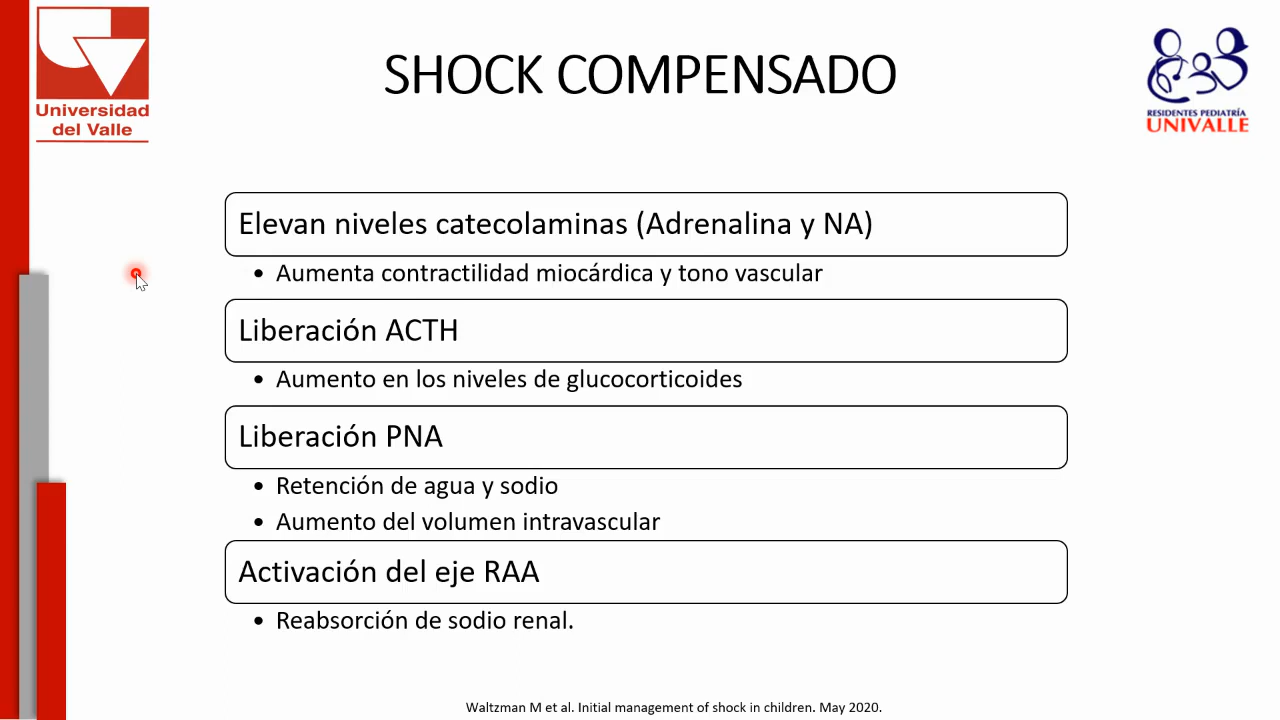 Universidad
del Valle
SHOCK COMPENSADO
RESIDENTES PEDIATRÍA
UNIVALLE
Elevan niveles catecolaminas (Adrenalina y NA)
• Aumenta contractilidad miocárdica y tono vascular
Liberación ACTH
• Aumento en los niveles de glucocorticoides
Liberación PNA
• Retención de agua y sodio
• Aumento del volumen intravascular
Activación del eje RAA
• Reabsorción de sodio renal.
Waltzman M et al. Initial management of shock in children. May 2020.